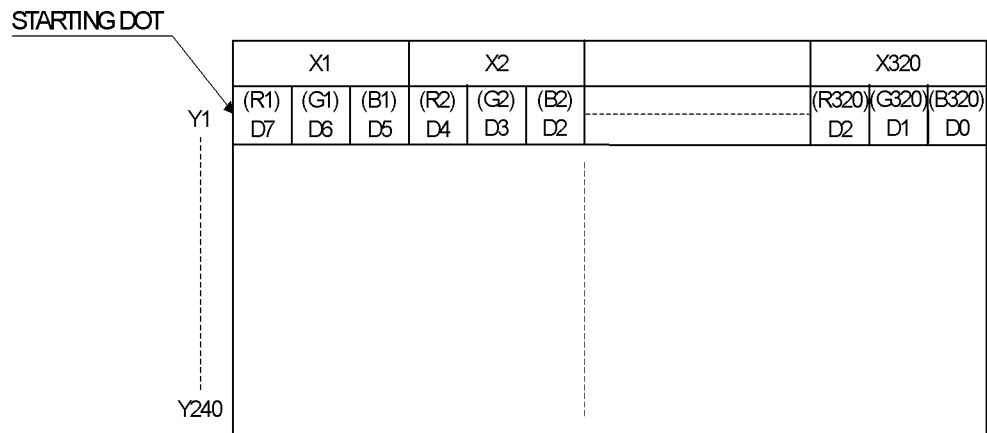 STARTING DOT
X1 X2 X320
(R1) (G1) (B1) (R2) (G2) (B2) (R320) (G320) (B320)
Y1 D7 D6 D5 D4 D3 D2 D2 D1 D0
Y240